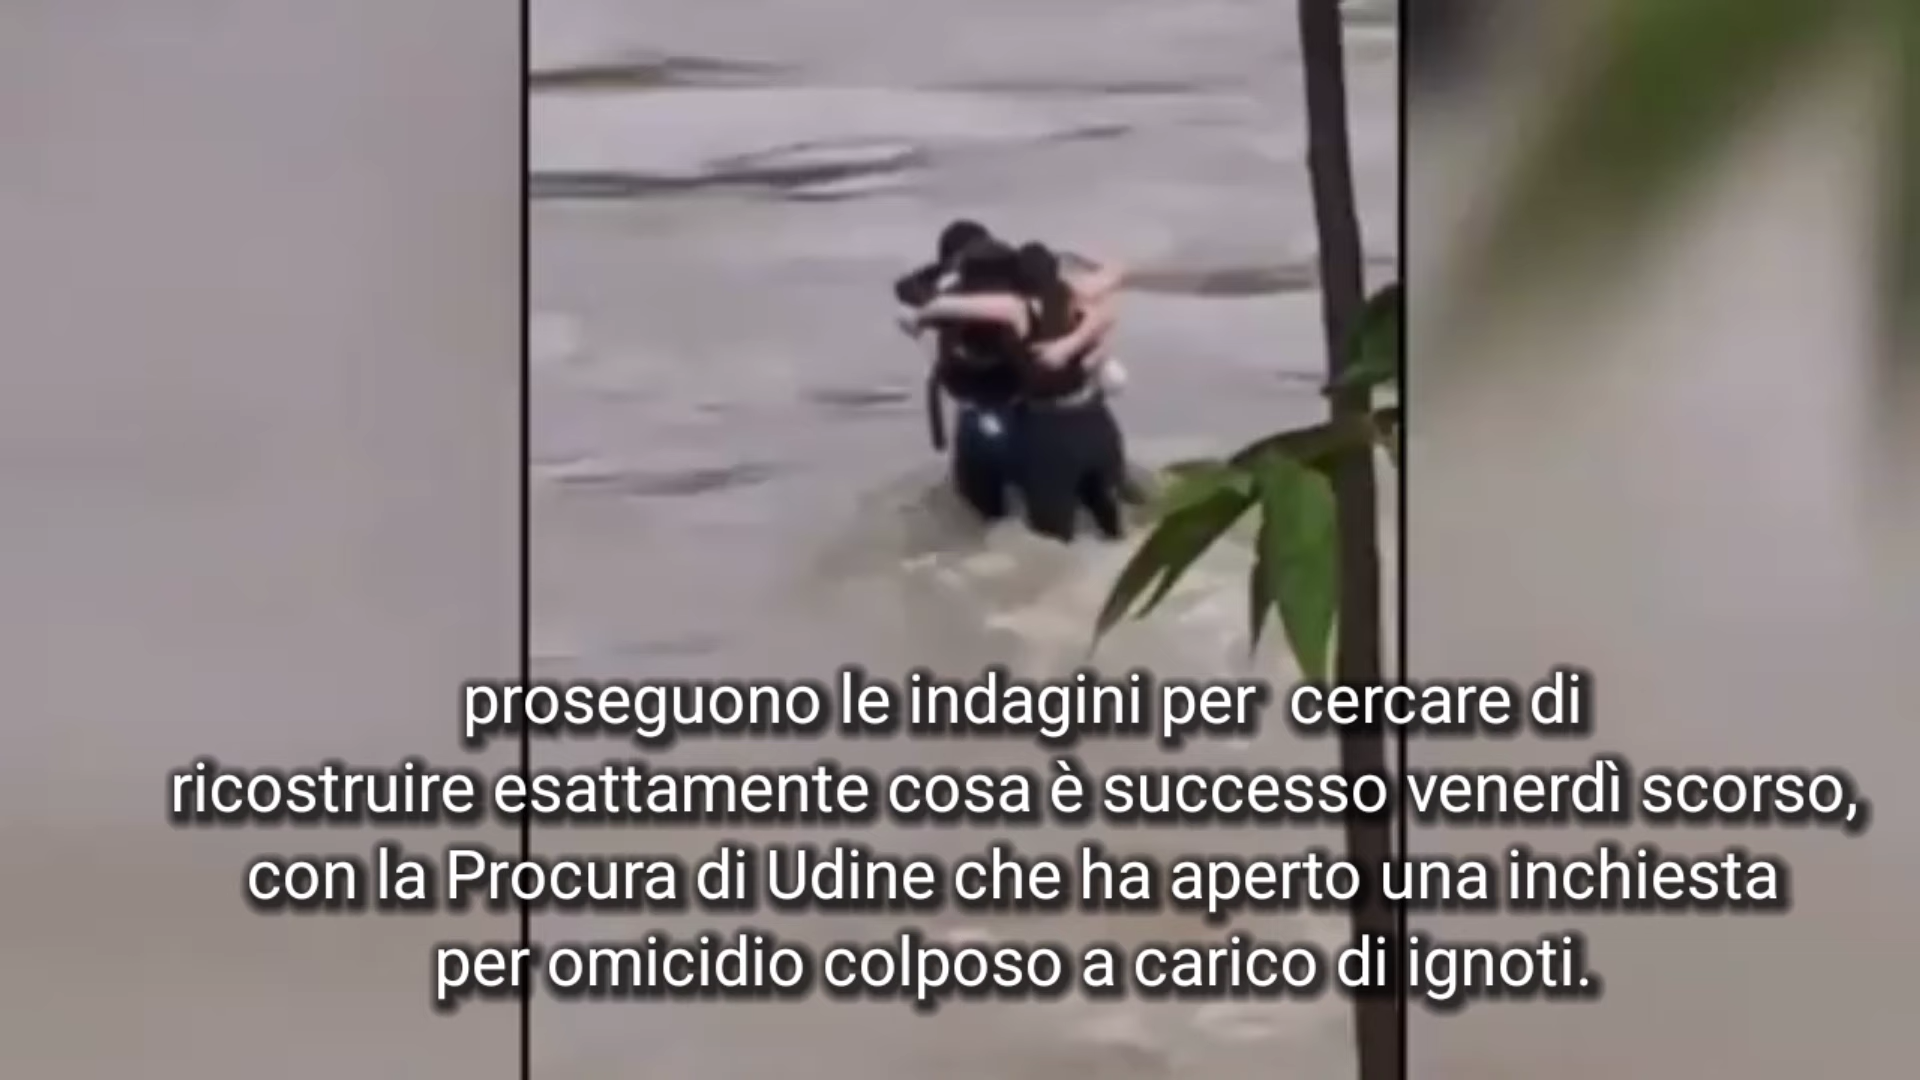 proseguono le indagini per cercare di
ricostruire esattamente cosa è successo venerdì scorso,
con la Procura di Udine che ha aperto una inchiesta
per omicidio colposo a carico di ignoti.